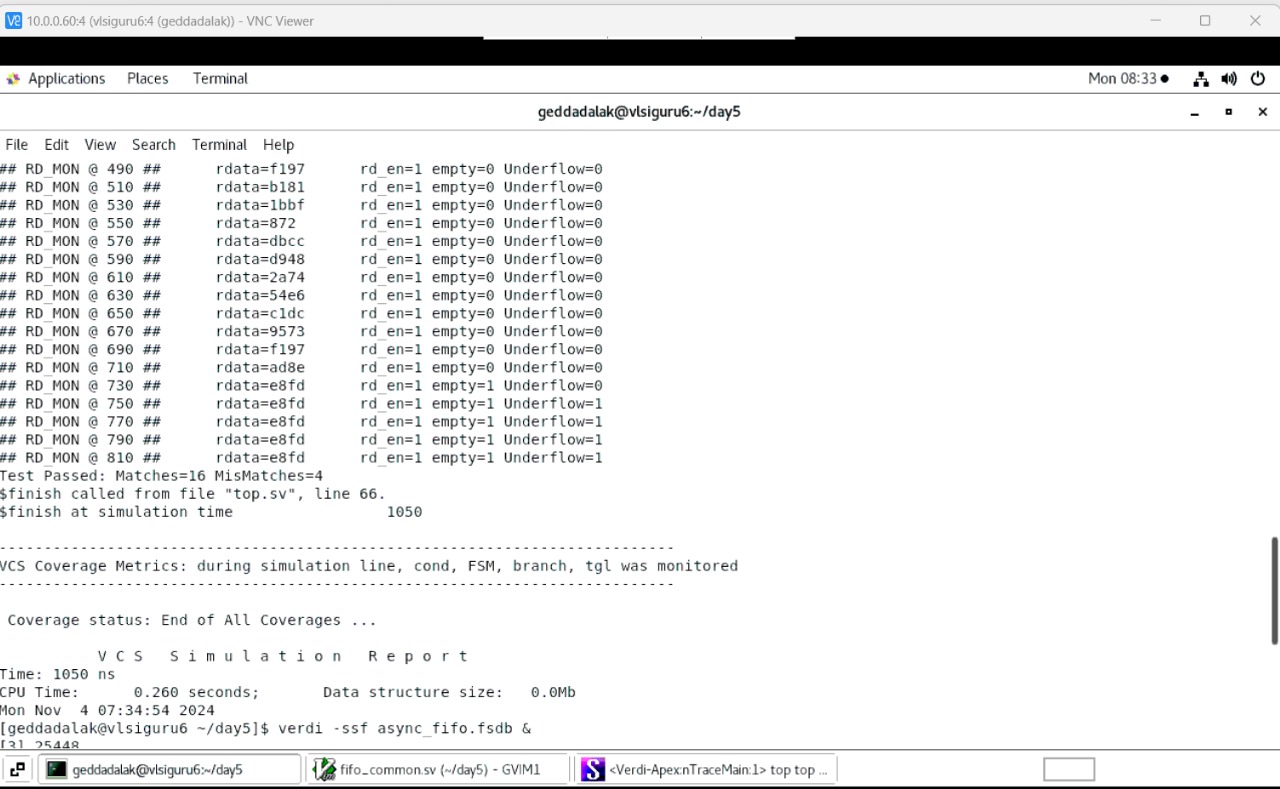 10.0.0.60:4 (vlsiguru6:4 (geddadalak)) - VNC Viewer
Applications Places Terminal Mon 08:33
geddadalak@vlsiguru6:~/day5
File Edit View Search Terminal Help
## RD_MON @ 490 ## rdata=f197 rd_en=1 empty=0 Underflow=0
## RD_MON @ 510 ## rdata=b181 rd_en=1 empty=0 Underflow=0
## RD_MON @ 530 ## rdata=1bbf rd_en=1 empty=0 Underflow=0
## RD_MON @ 550 ## rdata=872 rd_en=1 empty=0 Underflow=0
## RD_MON @ 570 ## rdata=dbcc rd_en=1 empty=0 Underflow=0
## RD_MON @ 590 ## rdata=d948 rd_en=1 empty=0 Underflow=0
## RD_MON @ 610 ## rdata=2a74 rd_en=1 empty=0 Underflow=0
## RD_MON @ 630 ## rdata=54e6 rd_en=1 empty=0 Underflow=0
## RD_MON @ 650 ## rdata=c1dc rd_en=1 empty=0 Underflow=0
## RD_MON @ 670 ## rdata=9573 rd_en=1 empty=0 Underflow=0
## RD_MON @ 690 ## rdata=f197 rd_en=1 empty=0 Underflow=0
## RD_MON @ 710 ## rdata=ad8e rd_en=1 empty=0 Underflow=0
## RD_MON @ 730 ## rdata=e8fd rd_en=1 empty=1 Underflow=0
## RD_MON @ 750 ## rdata=e8fd rd_en=1 empty=1 Underflow=1
## RD_MON @ 770 ## rdata=e8fd rd_en=1 empty=1 Underflow=1
## RD_MON @ 790 ## rdata=e8fd rd_en=1 empty=1 Underflow=1
## RD_MON @ 810 ## rdata=e8fd rd_en=1 empty=1 Underflow=1
Test Passed: Matches=16 MisMatches=4
$finish called from file "top.sv", line 66.
$finish at simulation time 1050
---------------------------------------------------------------------------
VCS Coverage Metrics: during simulation line, cond, FSM, branch, tgl was monitored
---------------------------------------------------------------------------
Coverage status: End of All Coverages ...
V C S S i m u l a t i o n R e p o r t
Time: 1050 ns
CPU Time: 0.260 seconds; Data structure size: 0.0Mb
Mon Nov 4 07:34:54 2024
[geddadalak@vlsiguru6 ~/day5]$ verdi -ssf async_fifo.fsdb &
[3] 25448
geddadalak@vlsiguru6:~/day5 fifo_common.sv (~/day5) - GVIM1 <Verdi-Apex:nTraceMain:1> top top ...